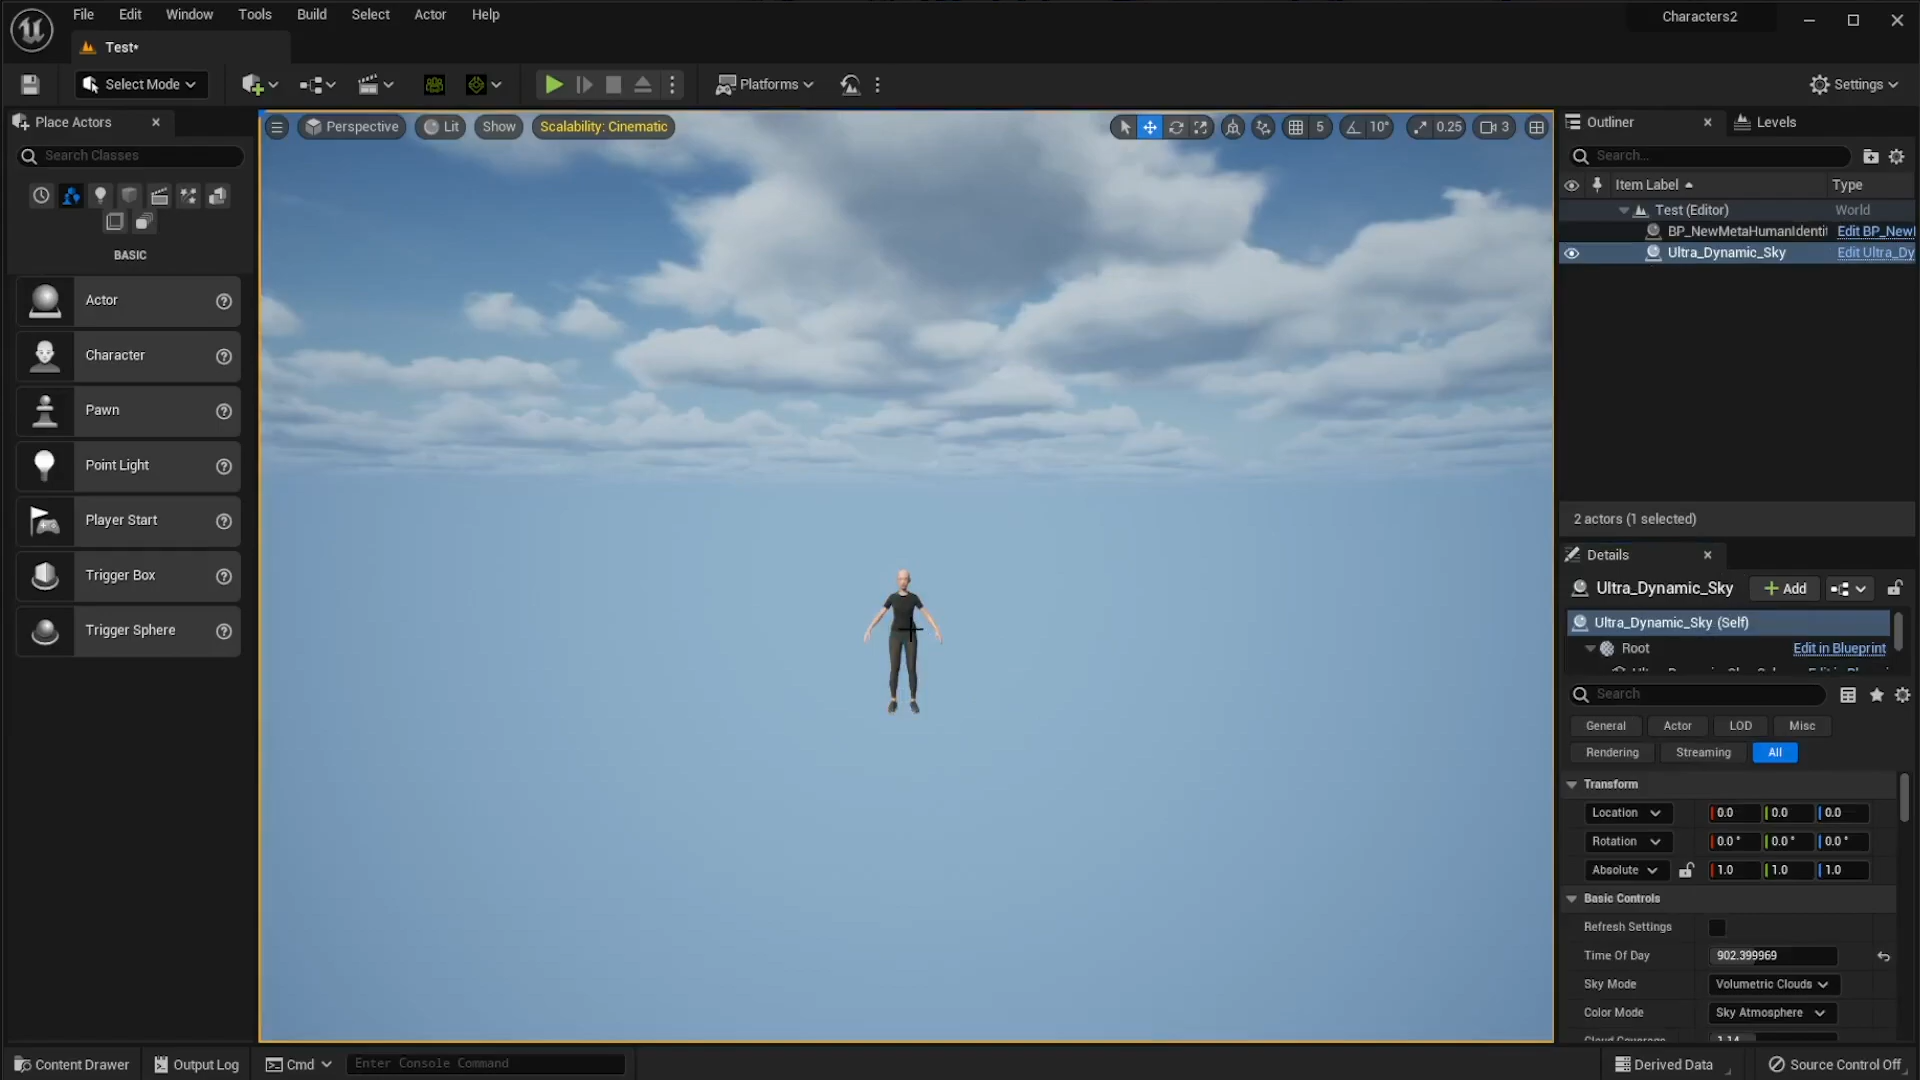 File Edit Window Tools Build Select Actor Help
Characters2
Test*
Select Mode
Platforms
Settings
Place Actors
Search Classes
BASIC
Actor
Character
Pawn
Point Light
Player Start
Trigger Box
Trigger Sphere
Perspective Lit Show Scalability: Cinematic
5 10° 0.25 3
Outliner Levels
Search...
Item Label Type
Test (Editor) World
BP_NewMetaHumanIdenti Edit BP_New
Ultra_Dynamic_Sky Edit Ultra_Dy
2 actors (1 selected)
Details
Ultra_Dynamic_Sky Add
Ultra_Dynamic_Sky (Self)
Root Edit in Blueprint
Search
General Actor LOD Misc
Rendering Streaming All
Transform
Location 0.0 0.0 0.0
Rotation 0.0° 0.0° 0.0°
Absolute 1.0 1.0 1.0
Basic Controls
Refresh Settings
Time Of Day 902.399969
Sky Mode Volumetric Clouds
Color Mode Sky Atmosphere
Content Drawer Output Log Cmd Enter Console Command
Derived Data Source Control Off